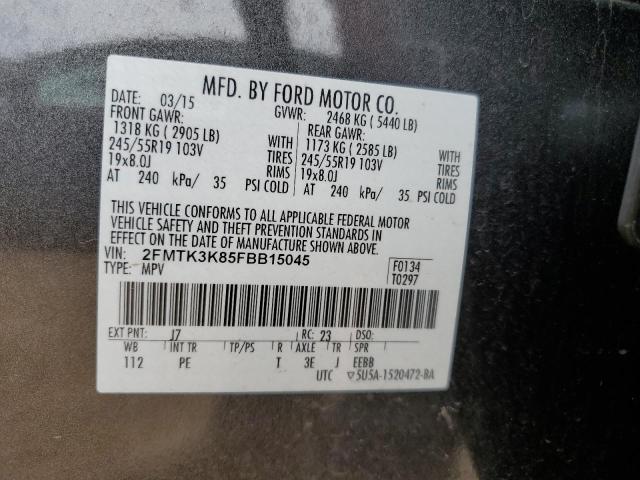 MFD. BY FORD MOTOR CO.
DATE: 03/15 GVWR: 2468 KG ( 5440 LB)
FRONT GAWR: REAR GAWR:
1318 KG ( 2905 LB) WITH 1173 KG ( 2585 LB) WITH
245/55R19 103V TIRES 245/55R19 103V TIRES
19x8.0J RIMS 19x8.0J RIMS
AT 240 kPa/ 35 PSI COLD AT 240 kPa/ 35 PSI COLD
THIS VEHICLE CONFORMS TO ALL APPLICABLE FEDERAL MOTOR
VEHICLE SAFETY AND THEFT PREVENTION STANDARDS IN
EFFECT ON THE DATE OF MANUFACTURE SHOWN ABOVE.
VIN: 2FMTK3K85FBB15045 F0134
TYPE: MPV T0297
EXT PNT: J7 RC: 23 DSO:
WB INT TR TP/PS R AXLE TR SPR
112 PE T 3E J EEBB
UTC ▽5U5A-1520472-BA